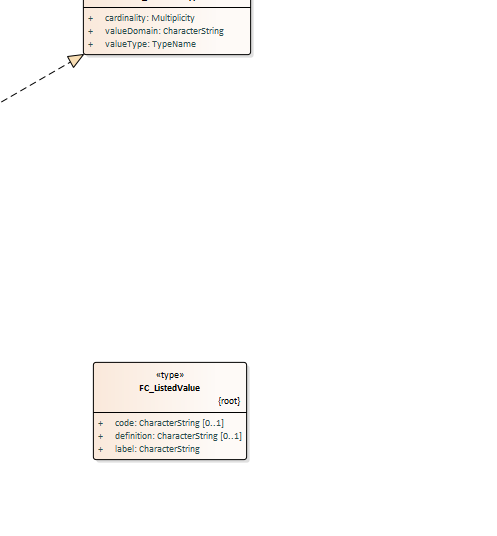 + cardinality: Multiplicity
+ valueDomain: CharacterString
+ valueType: TypeName
«type»
FC_ListedValue
{root}
+ code: CharacterString [0..1]
+ definition: CharacterString [0..1]
+ label: CharacterString